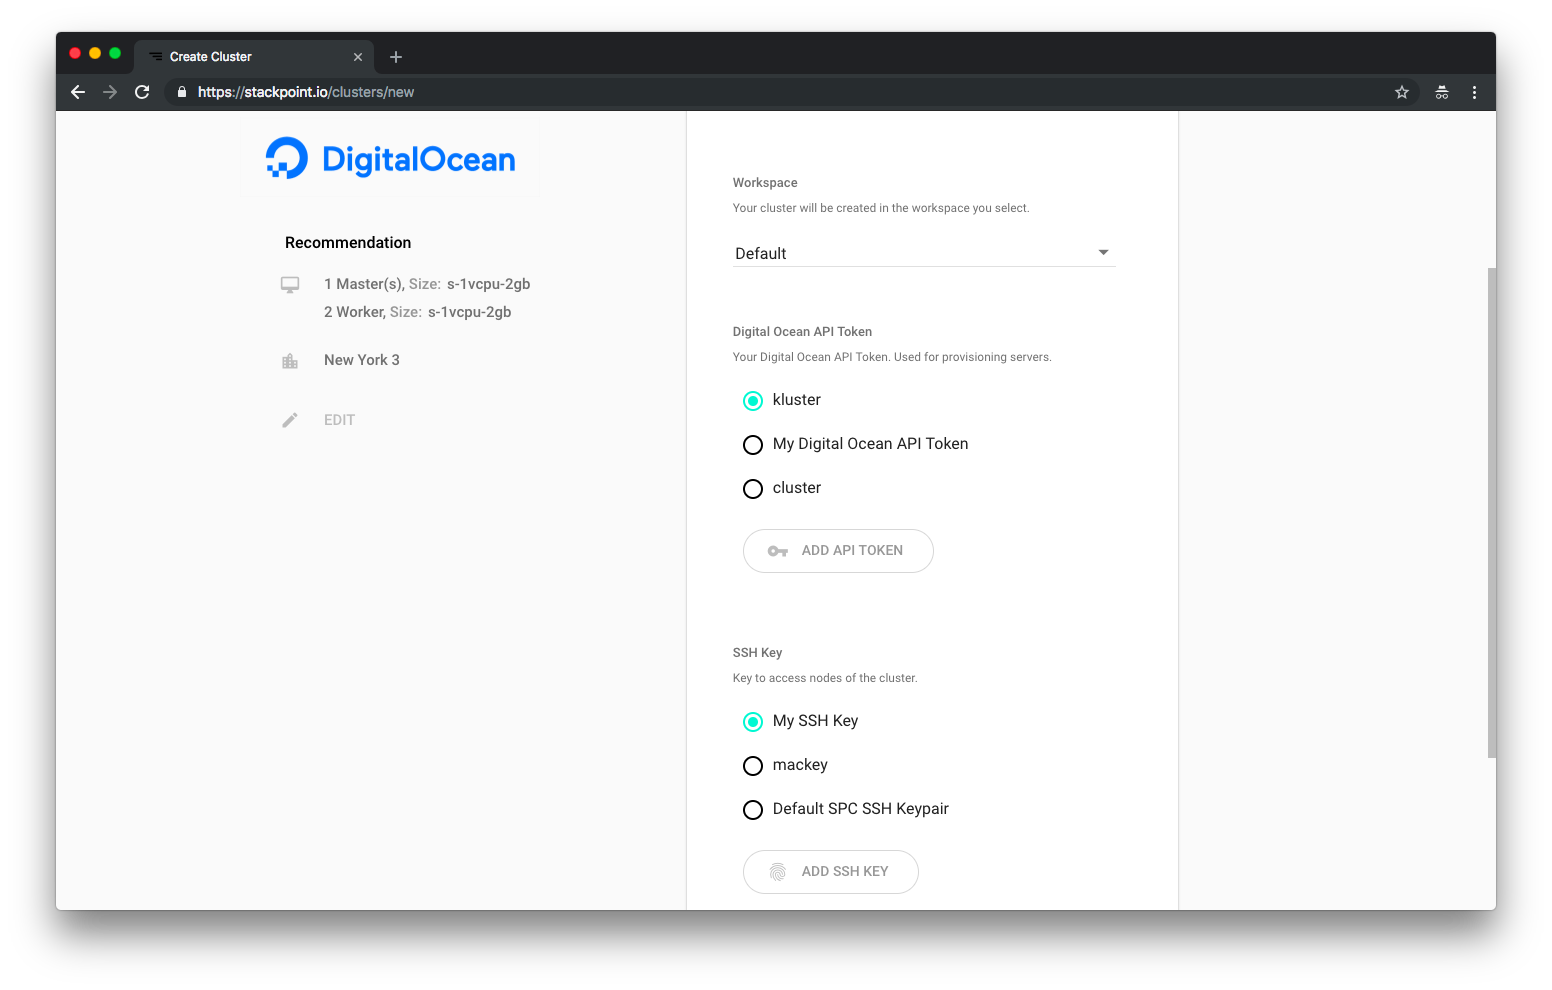 Create Cluster
https://stackpoint.io/clusters/new
DigitalOcean
Recommendation
1 Master(s), Size: s-1vcpu-2gb
2 Worker, Size: s-1vcpu-2gb
New York 3
EDIT
Workspace
Your cluster will be created in the workspace you select.
Default
Digital Ocean API Token
Your Digital Ocean API Token. Used for provisioning servers.
kluster
My Digital Ocean API Token
cluster
ADD API TOKEN
SSH Key
Key to access nodes of the cluster.
My SSH Key
mackey
Default SPC SSH Keypair
ADD SSH KEY